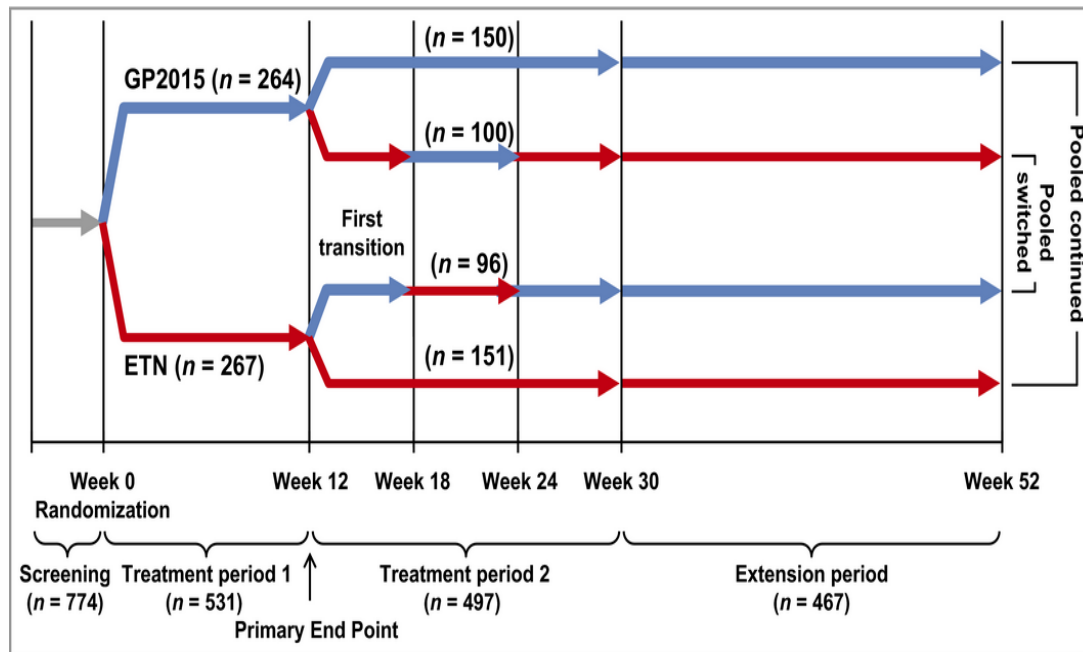 (n = 150)
GP2015 (n = 264)
(n = 100)
First
transition
(n = 96)
ETN (n = 267)
(n = 151)
Pooled
switched
Pooled continued
Week 0
Week 12
Week 18
Week 24
Week 30
Week 52
Randomization
Screening
(n = 774)
Treatment period 1
(n = 531)
Primary End Point
Treatment period 2
(n = 497)
Extension period
(n = 467)